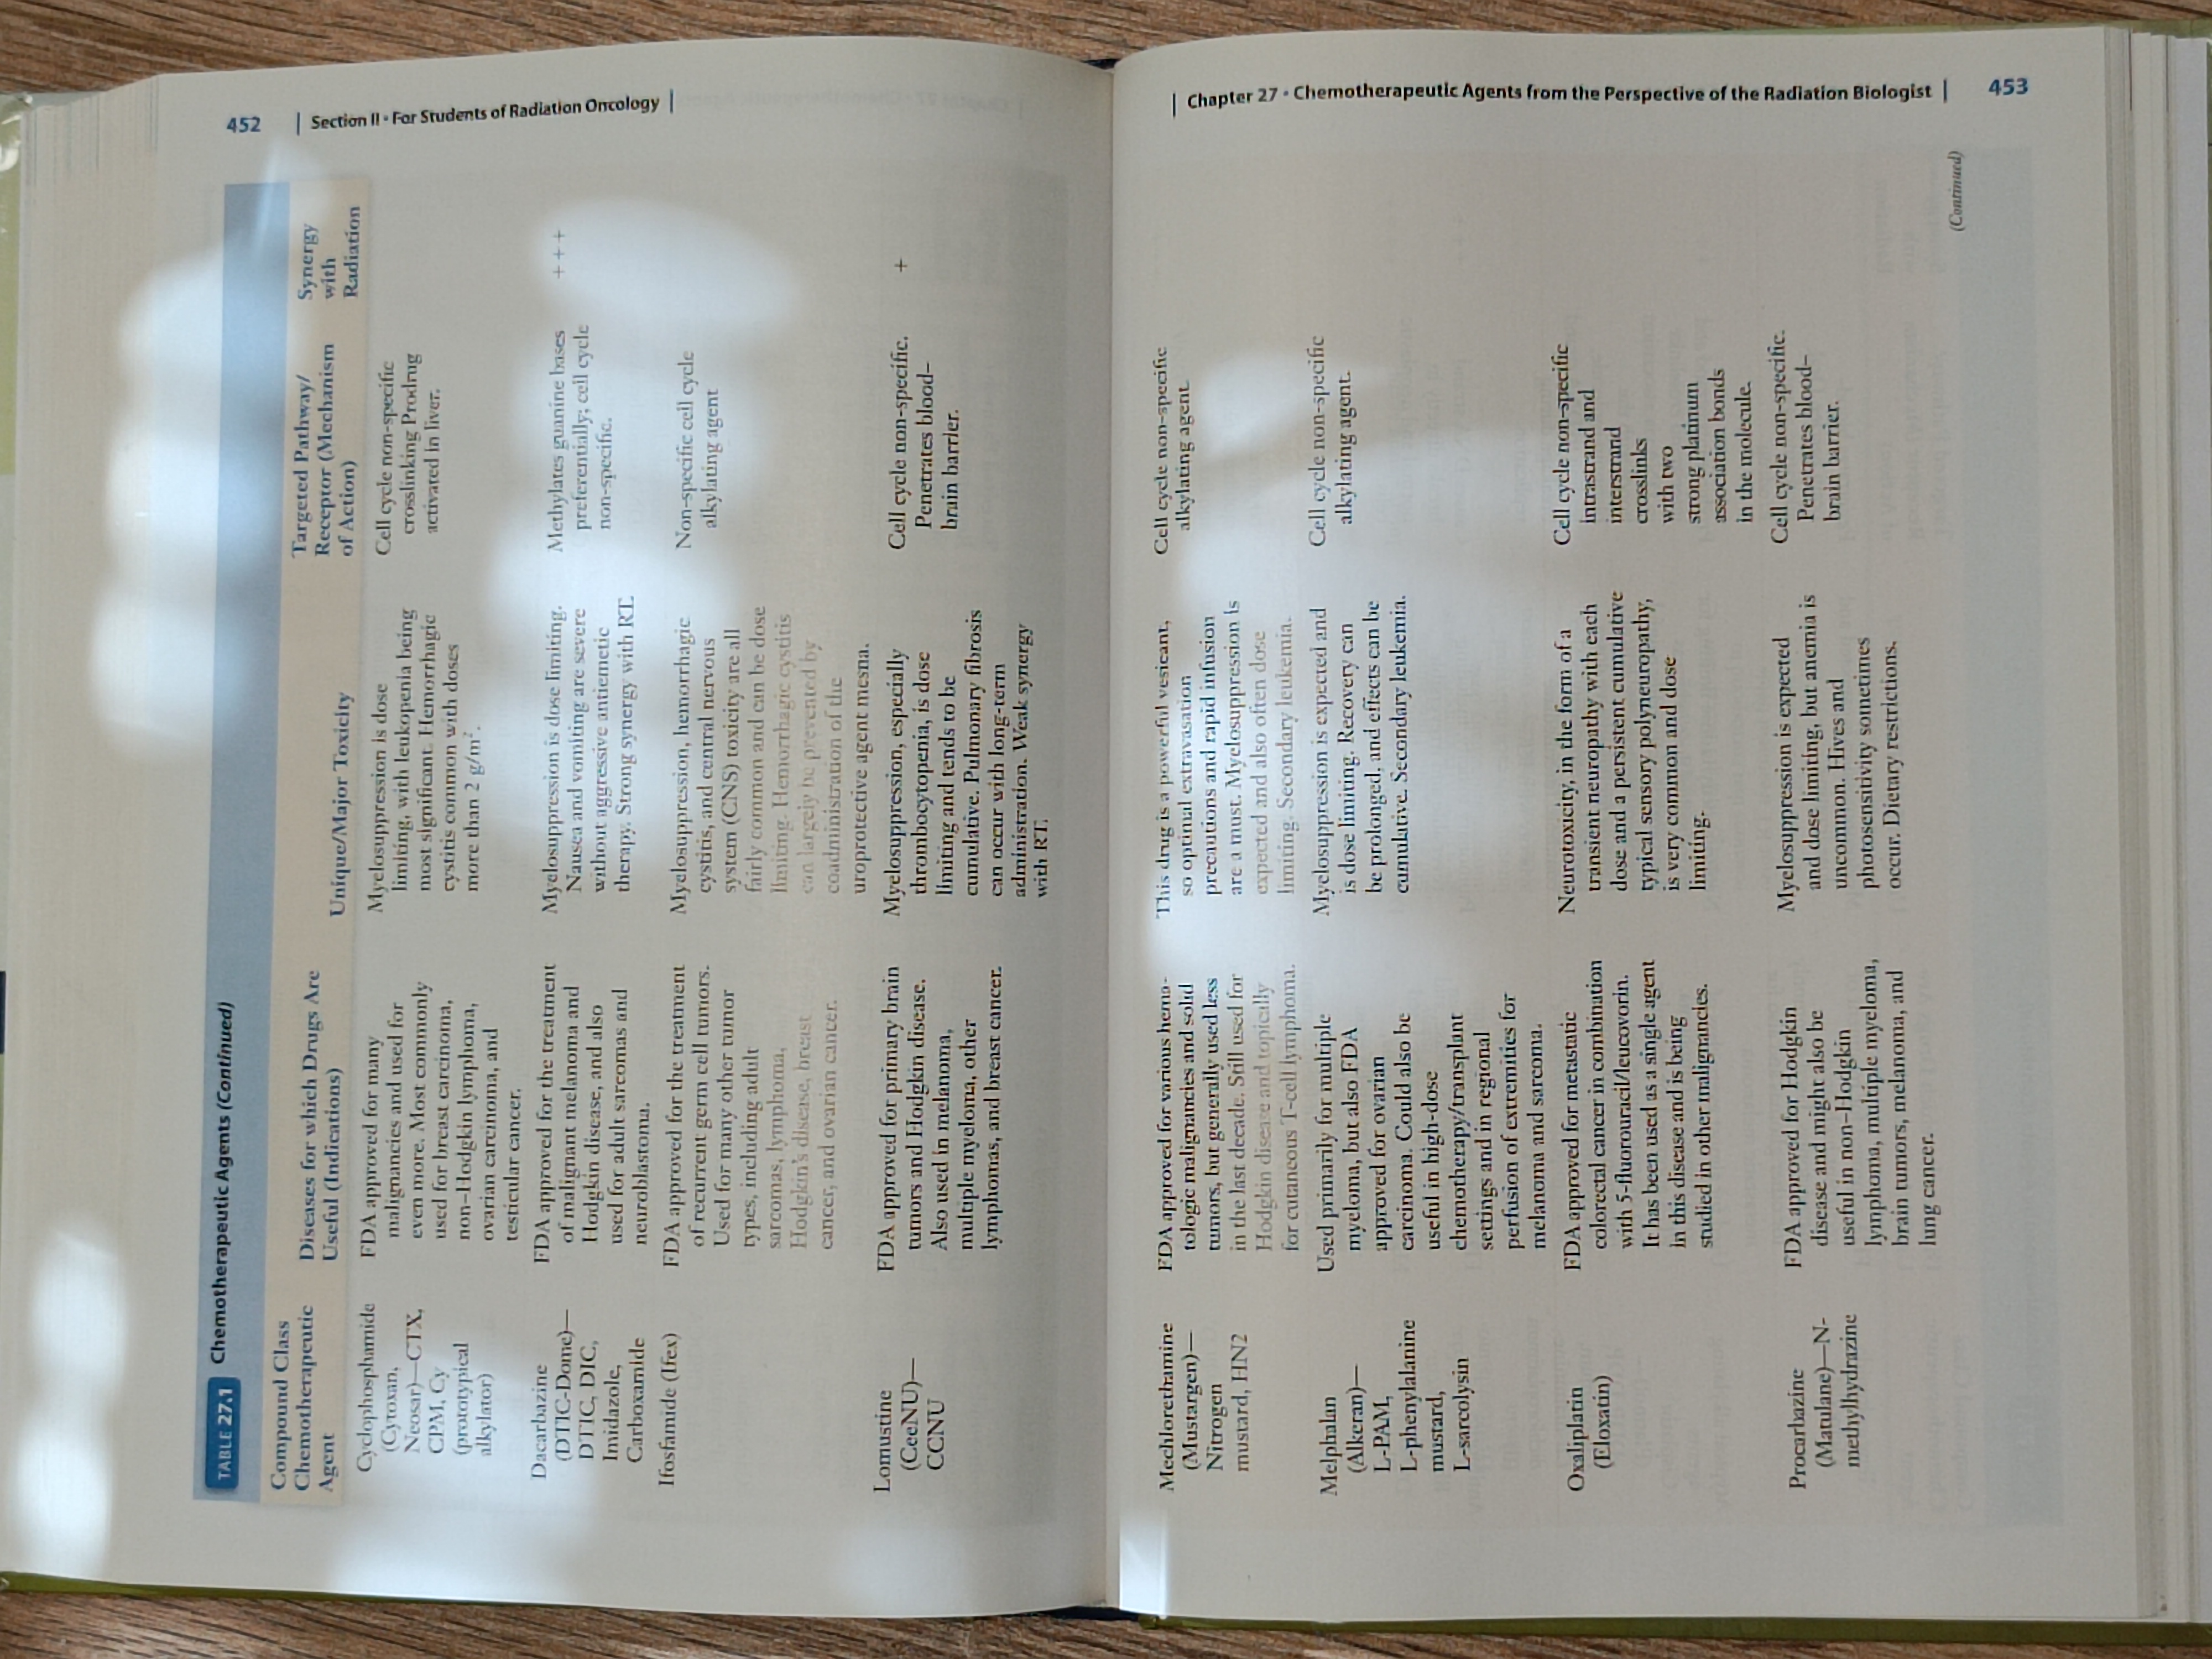 452 | Section II • For Students of Radiation Oncology |
TABLE 27.1 Chemotherapeutic Agents (Continued)
Compound Class
Chemotherapeutic
Agent
Diseases for which Drugs Are
Useful (Indications)
Unique/Major Toxicity
Targeted Pathway/
Receptor (Mechanism
of Action)
Synergy
with
Radiation
Cyclophosphamide
(Cytoxan,
Neosar)—CTX,
CPM, Cy
(prototypical
alkylator)
FDA approved for many
malignancies and used for
even more. Most commonly
used for breast carcinoma,
non–Hodgkin lymphoma,
ovarian carcinoma, and
testicular cancer.
Myelosuppression is dose
limiting, with leukopenia being
most significant. Hemorrhagic
cystitis common with doses
more than 2 g/m².
Cell cycle non-specific
crosslinking Prodrug
activated in liver.
Dacarbazine
(DTIC-Dome)—
DTIC, DIC,
Imidazole,
Carboxamide
FDA approved for the treatment
of malignant melanoma and
Hodgkin disease, and also
used for adult sarcomas and
neuroblastoma.
Myelosuppression is dose limiting.
Nausea and vomiting are severe
without aggressive antiemetic
therapy. Strong synergy with RT.
Methylates guanine bases
preferentially; cell cycle
non-specific.
+++
Ifosfamide (Ifex)
FDA approved for the treatment
of recurrent germ cell tumors.
Used for many other tumor
types, including adult
sarcomas, lymphoma,
Hodgkin's disease, breast
cancer, and ovarian cancer.
Myelosuppression, hemorrhagic
cystitis, and central nervous
system (CNS) toxicity are all
fairly common and can be dose
limiting. Hemorrhagic cystitis
can largely be prevented by
coadministration of the
uroprotective agent mesna.
Non-specific cell cycle
alkylating agent
Lomustine
(CeeNU)—
CCNU
FDA approved for primary brain
tumors and Hodgkin disease.
Also used in melanoma,
multiple myeloma, other
lymphomas, and breast cancer.
Myelosuppression, especially
thrombocytopenia, is dose
limiting and tends to be
cumulative. Pulmonary fibrosis
can occur with long-term
administration. Weak synergy
with RT.
Cell cycle non-specific.
Penetrates blood–
brain barrier.
+
| Chapter 27 • Chemotherapeutic Agents from the Perspective of the Radiation Biologist | 453
Mechlorethamine
(Mustargen)—
Nitrogen
mustard, HN2
FDA approved for various hema-
tologic malignancies and solid
tumors, but generally used less
in the last decade. Still used for
Hodgkin disease and topically
for cutaneous T-cell lymphoma.
This drug is a powerful vesicant,
so optimal extravasation
precautions and rapid infusion
are a must. Myelosuppression is
expected and also often dose
limiting. Secondary leukemia.
Cell cycle non-specific
alkylating agent.
Melphalan
(Alkeran)—
L-PAM,
L-phenylalanine
mustard,
L-sarcolysin
Used primarily for multiple
myeloma, but also FDA
approved for ovarian
carcinoma. Could also be
useful in high-dose
chemotherapy/transplant
settings and in regional
perfusion of extremities for
melanoma and sarcoma.
Myelosuppression is expected and
is dose limiting. Recovery can
be prolonged, and effects can be
cumulative. Secondary leukemia.
Cell cycle non-specific
alkylating agent.
Oxaliplatin
(Eloxatin)
FDA approved for metastatic
colorectal cancer in combination
with 5-fluorouracil/leucovorin.
It has been used as a single agent
in this disease and is being
studied in other malignancies.
Neurotoxicity, in the form of a
transient neuropathy with each
dose and a persistent cumulative
typical sensory polyneuropathy,
is very common and dose
limiting.
Cell cycle non-specific
intrastrand and
interstrand
crosslinks
with two
strong platinum
association bonds
in the molecule.
Procarbazine
(Matulane)—N-
methylhydrazine
FDA approved for Hodgkin
disease and might also be
useful in non–Hodgkin
lymphoma, multiple myeloma,
brain tumors, melanoma, and
lung cancer.
Myelosuppression is expected
and dose limiting, but anemia is
uncommon. Hives and
photosensitivity sometimes
occur. Dietary restrictions.
Cell cycle non-specific.
Penetrates blood–
brain barrier.
(Continued)